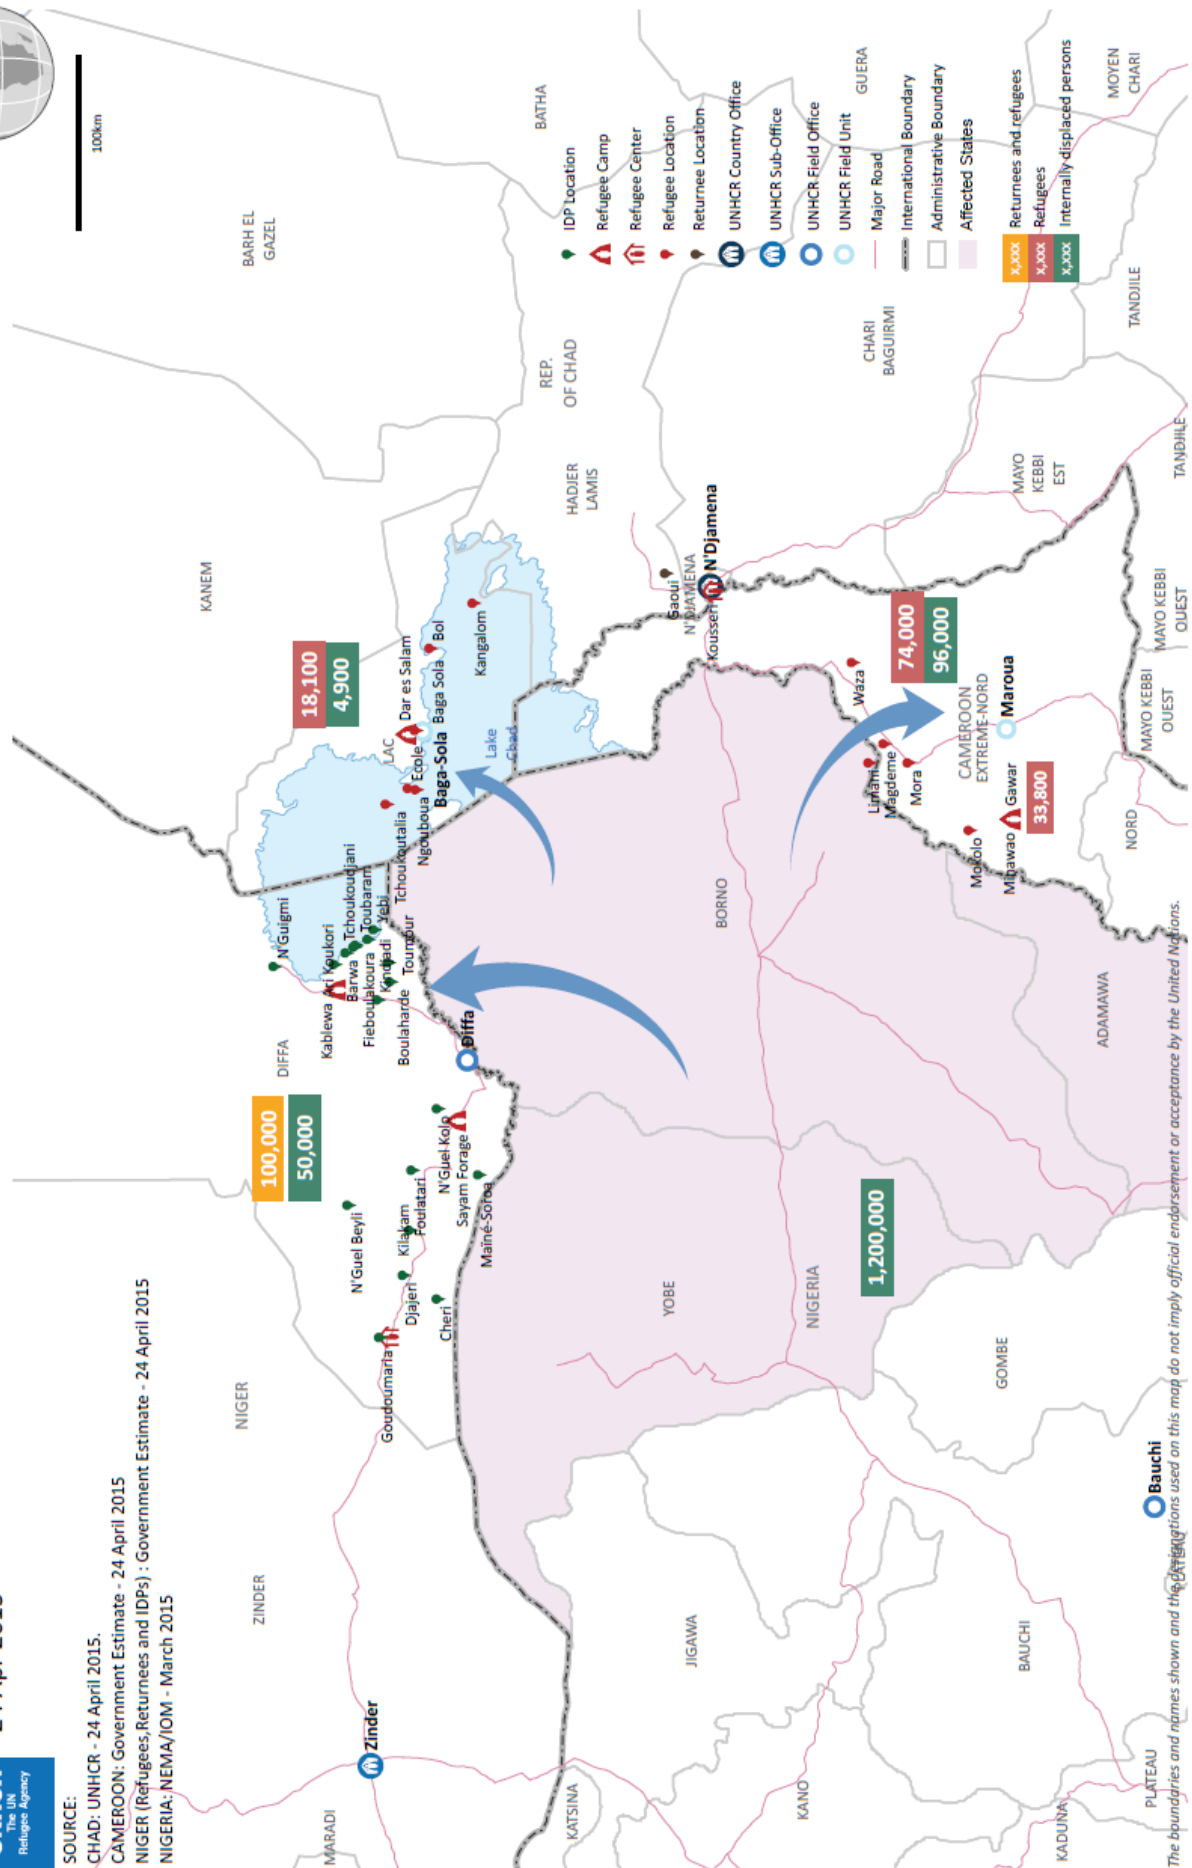 The UN
Refugee Agency
SOURCE:
CHAD: UNHCR - 24 April 2015.
CAMEROON: Government Estimate - 24 April 2015
NIGER (Refugees,Returnees and IDPs) : Government Estimate - 24 April 2015
NIGERIA: NEMA/IOM - March 2015
100km
BARH EL
GAZEL
KANEM
BATHA
NIGER
ZINDER
MARADI
Zinder
DIFFA
100,000
50,000
18,100
4,900
N'Guigmi
N'Guel Beyli
Kablewa
Ari Koukori
Barwa
Tchoukoudjani
Toubaram
Yebi
Fieboulakoura
Kindjadi
Boulaharde
Toumour
Diffa
Goudoumaria
Djajeri
Kilakam
Foulatari
Cheri
N'Guel Kolo
Sayam Forage
Maïné-Soroa
LAC
Dar es Salam
Ecole
Baga Sola
Bol
Baga-Sola
Tchoukoutalia
Ngouboua
Kangalom
Lake
Chad
REP.
OF CHAD
HADJER
LAMIS
Gaoui
N'DJAMENA
N'Djamena
Kousseri
IDP Location
Refugee Camp
Refugee Center
Refugee Location
Returnee Location
UNHCR Country Office
UNHCR Sub-Office
UNHCR Field Office
UNHCR Field Unit
Major Road
International Boundary
Administrative Boundary
Affected States
x,xxx Returnees and refugees
x,xxx Refugees
x,xxx Internally displaced persons
GUERA
MOYEN
CHARI
CHARI
BAGUIRMI
TANDJILE
TANDJILE
MAYO
KEBBI
EST
MAYO KEBBI
OUEST
MAYO KEBBI
OUEST
74,000
96,000
Waza
Limani
Magdeme
Mora
CAMEROON
EXTREME-NORD
Maroua
Mokolo
Minawao
Gawar
33,800
NORD
BORNO
YOBE
NIGERIA
1,200,000
ADAMAWA
GOMBE
Bauchi
JIGAWA
BAUCHI
KATSINA
KANO
KADUNA
PLATEAU
PLATEAU
The boundaries and names shown and the designations used on this map do not imply official endorsement or acceptance by the United Nations.